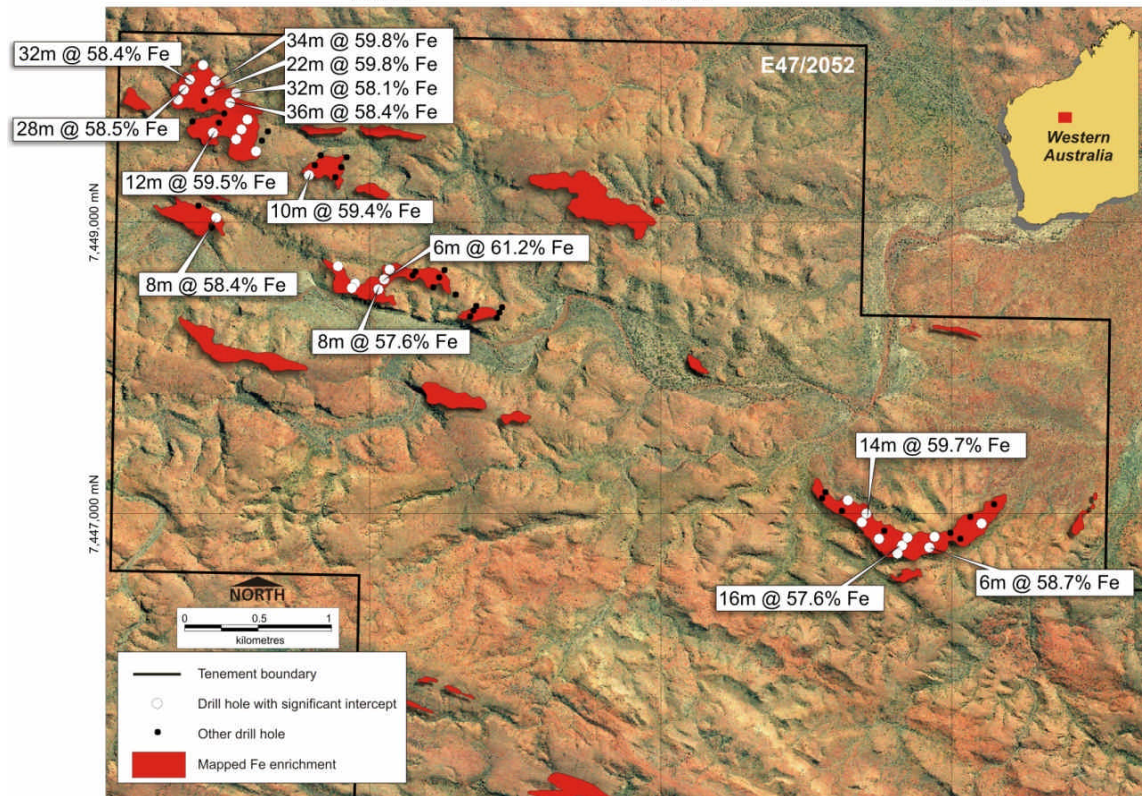 32m @ 58.4% Fe
34m @ 59.8% Fe
22m @ 59.8% Fe
32m @ 58.1% Fe
36m @ 58.4% Fe
E47/2052
28m @ 58.5% Fe
Western
Australia
12m @ 59.5% Fe
10m @ 59.4% Fe
7,449,000 mN
6m @ 61.2% Fe
8m @ 58.4% Fe
8m @ 57.6% Fe
14m @ 59.7% Fe
7,447,000 mN
16m @ 57.6% Fe
6m @ 58.7% Fe
NORTH
0 0.5 1
kilometres
Tenement boundary
Drill hole with significant intercept
Other drill hole
Mapped Fe enrichment